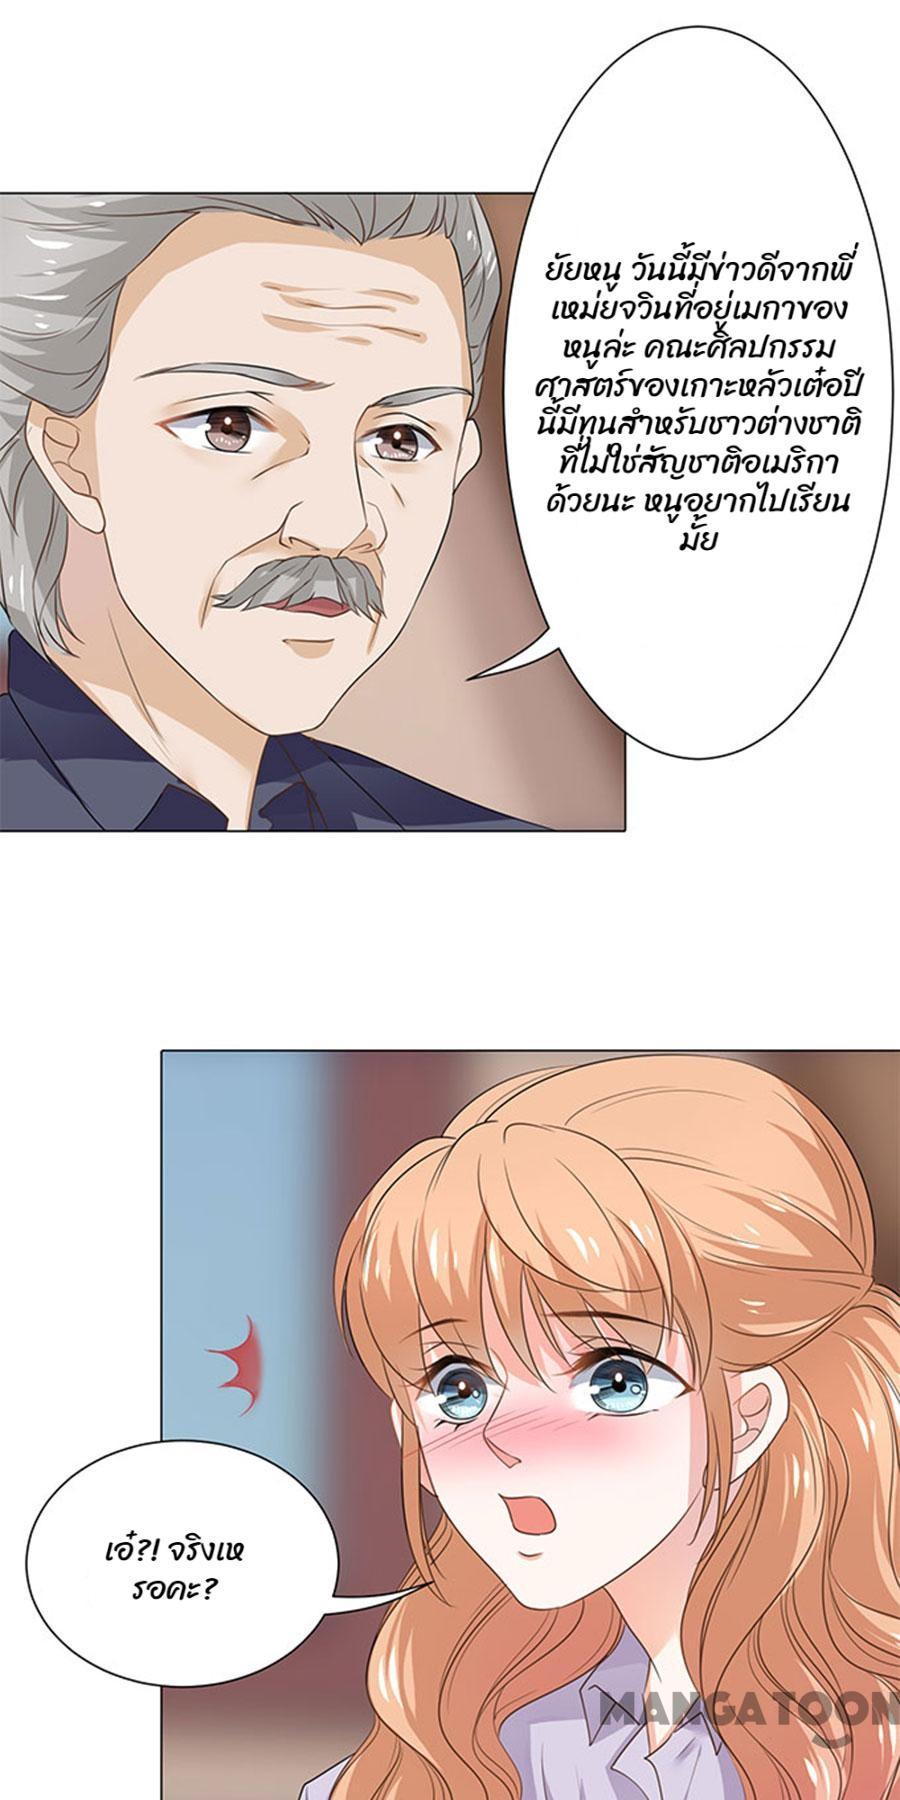 ยัยหนู วันนี้มีข่าวดีจากพี่
เหม่ยจวินที่อยู่เมกาของ
หนูล่ะ คณะศิลปกรรม
ศาสตร์ของเกาะหลัวเต๋อปี
นี้มีทุนสำหรับชาวต่างชาติ
ที่ไม่ใช่สัญชาติอเมริกา
ด้วยนะ หนูอยากไปเรียน
มั้ย
เอ๋?! จริงเห
รอคะ?
MANGATOON